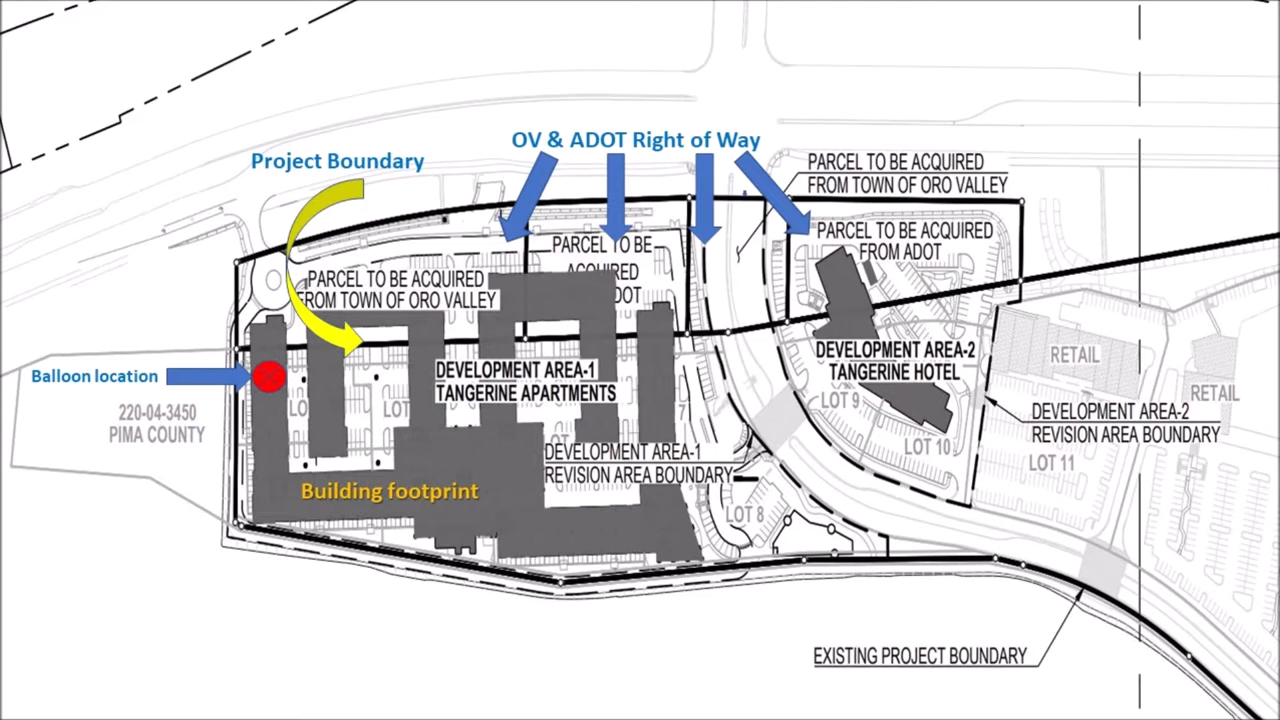 OV & ADOT Right of Way
Project Boundary
PARCEL TO BE ACQUIRED
FROM TOWN OF ORO VALLEY
PARCEL TO BE ACQUIRED
FROM ADOT
PARCEL TO BE
ACQUIRED
DOT
PARCEL TO BE ACQUIRED
FROM TOWN OF ORO VALLEY
DEVELOPMENT AREA-2
TANGERINE HOTEL
RETAIL
RETAIL
Balloon location
DEVELOPMENT AREA-1
TANGERINE APARTMENTS
220-04-3450
PIMA COUNTY
LO
LOT
7
LOT 9
DEVELOPMENT AREA-2
REVISION AREA BOUNDARY
LOT
DEVELOPMENT AREA-1
REVISION AREA BOUNDARY
LOT 10
LOT 11
Building footprint
LOT 8
EXISTING PROJECT BOUNDARY